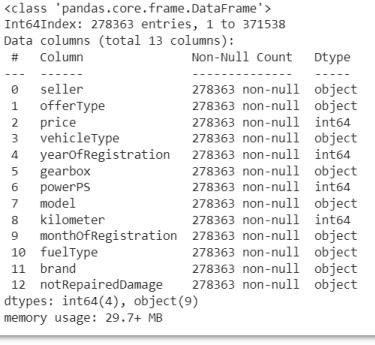 <class 'pandas.core.frame.DataFrame'>
Int64Index: 278363 entries, 1 to 371538
Data columns (total 13 columns):
 #   Column               Non-Null Count   Dtype
---  ------               --------------   -----
 0   seller               278363 non-null  object
 1   offerType            278363 non-null  object
 2   price                278363 non-null  int64
 3   vehicleType          278363 non-null  object
 4   yearOfRegistration   278363 non-null  int64
 5   gearbox              278363 non-null  object
 6   powerPS              278363 non-null  int64
 7   model                278363 non-null  object
 8   kilometer            278363 non-null  int64
 9   monthOfRegistration  278363 non-null  object
 10  fuelType             278363 non-null  object
 11  brand                278363 non-null  object
 12  notRepairedDamage    278363 non-null  object
dtypes: int64(4), object(9)
memory usage: 29.7+ MB